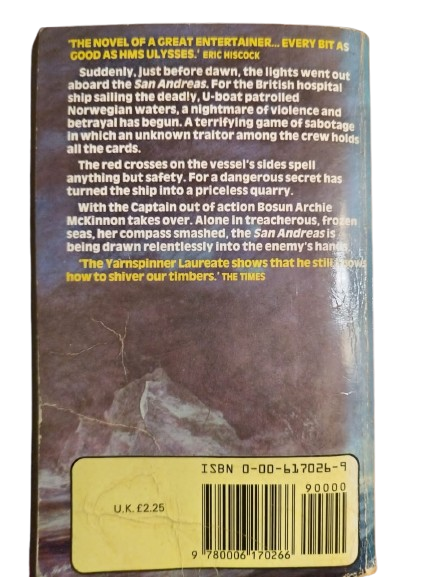 'THE NOVEL OF A GREAT ENTERTAINER... EVERY BIT AS
GOOD AS HMS ULYSSES.' ERIC HISCOCK
Suddenly, just before dawn, the lights went out
aboard the San Andreas. For the British hospital
ship sailing the deadly, U-boat patrolled
Norwegian waters, a nightmare of violence and
betrayal has begun. A terrifying game of sabotage
in which an unknown traitor among the crew holds
all the cards.
The red crosses on the vessel's sides spell
anything but safety. For a dangerous secret has
turned the ship into a priceless quarry.
With the Captain out of action Bosun Archie
McKinnon takes over. Alone in treacherous, frozen
seas, her compass smashed, the San Andreas is
being drawn relentlessly into the enemy's hands.
'The Yarnspinner Laureate shows that he still knows
how to shiver our timbers.' THE TIMES
ISBN 0-00-617026-9
90000
U.K. £2.25
9 780006 170266